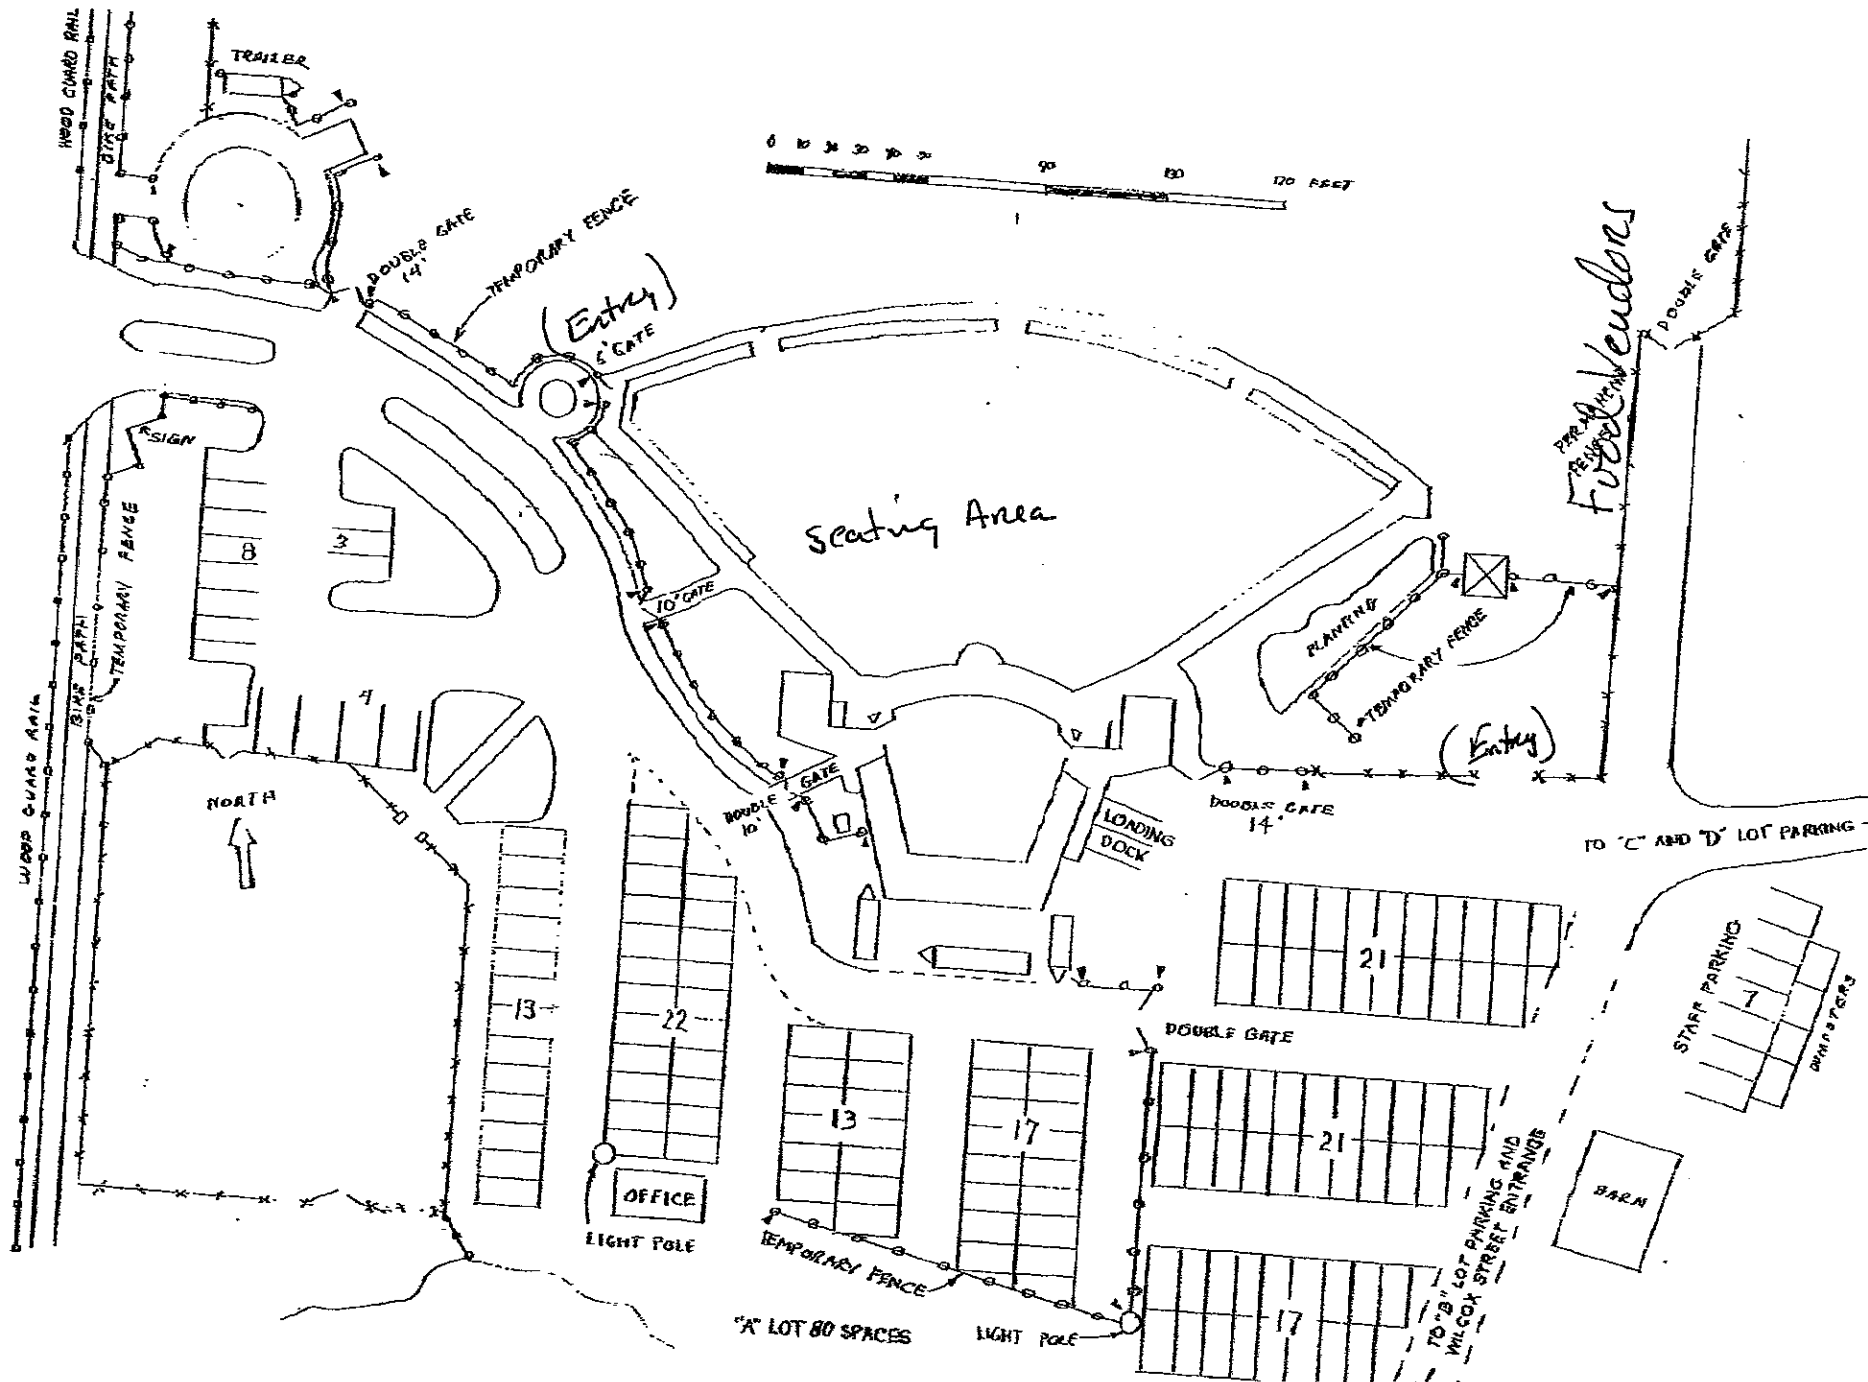 WOOD GUARD RAIL
BIKE PATH
TRAILER
0 10 20 30 40 50 90 120 FEET
DOUBLE GATE
14'
TEMPORARY FENCE
(Entry)
6' GATE
Food Vendors
DOUBLE GATE
SIGN
TEMPORARY FENCE
8
3
Seating Area
10' GATE
PLANTING
TEMPORARY FENCE
TEMPORARY FENCE
(Entry)
WOOD GUARD RAIL
BIKE PATH
4
NORTH
DOUBLE GATE
10'
LOADING
DOCK
DOUBLE GATE
14'
TO "C" AND "D" LOT PARKING
13
22
21
STAFF PARKING
7
DUMPSTERS
DOUBLE GATE
13
17
21
OFFICE
LIGHT POLE
TEMPORARY FENCE
"A" LOT 80 SPACES
LIGHT POLE
17
TO "B" LOT PARKING AND
WILCOX STREET ENTRANCE
BARN